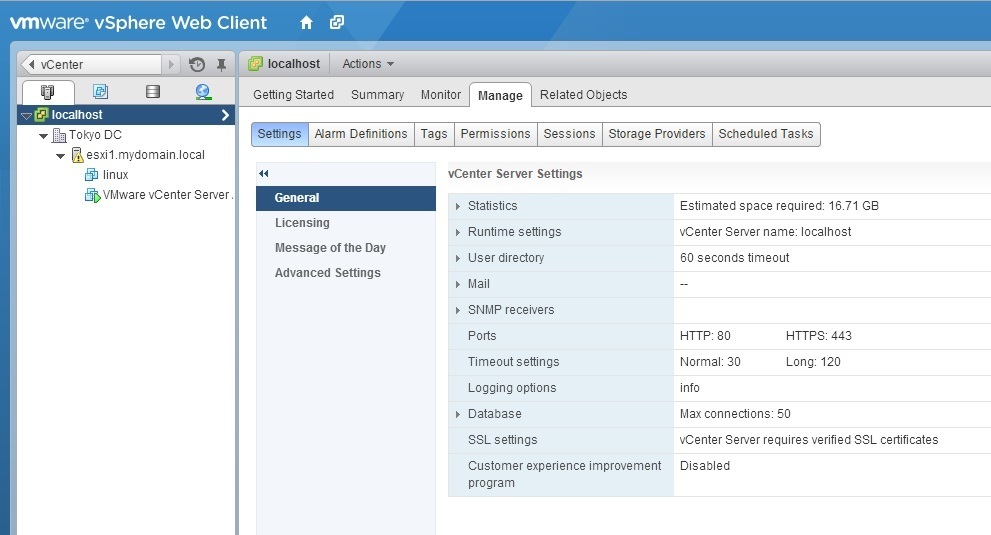 vmware® vSphere Web Client
vCenter
localhost
Tokyo DC
esxi1.mydomain.local
linux
VMware vCenter Server .
localhost Actions
Getting Started Summary Monitor Manage Related Objects
Settings Alarm Definitions Tags Permissions Sessions Storage Providers Scheduled Tasks
General
Licensing
Message of the Day
Advanced Settings
vCenter Server Settings
Statistics Estimated space required: 16.71 GB
Runtime settings vCenter Server name: localhost
User directory 60 seconds timeout
Mail --
SNMP receivers
Ports HTTP: 80 HTTPS: 443
Timeout settings Normal: 30 Long: 120
Logging options info
Database Max connections: 50
SSL settings vCenter Server requires verified SSL certificates
Customer experience improvement Disabled
program